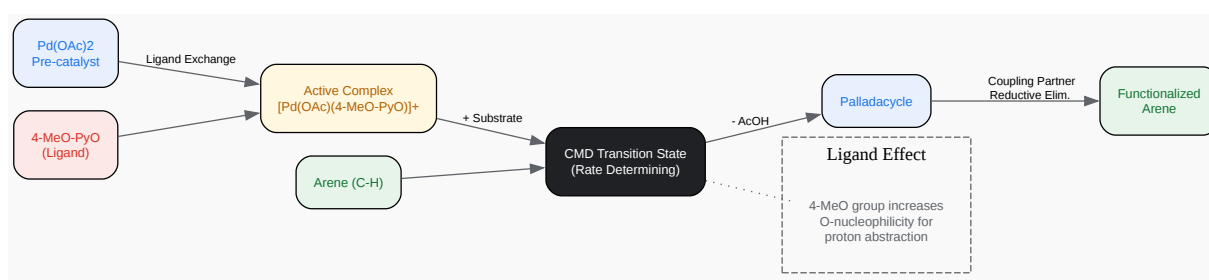 Pd(OAc)2
Pre-catalyst
Ligand Exchange
4-MeO-PyO
(Ligand)
Active Complex
[Pd(OAc)(4-MeO-PyO)]+
+ Substrate
Arene (C-H)
CMD Transition State
(Rate Determining)
- AcOH
Palladacycle
Coupling Partner
Reductive Elim.
Functionalized
Arene
Ligand Effect
4-MeO group increases
O-nucleophilicity for
proton abstraction